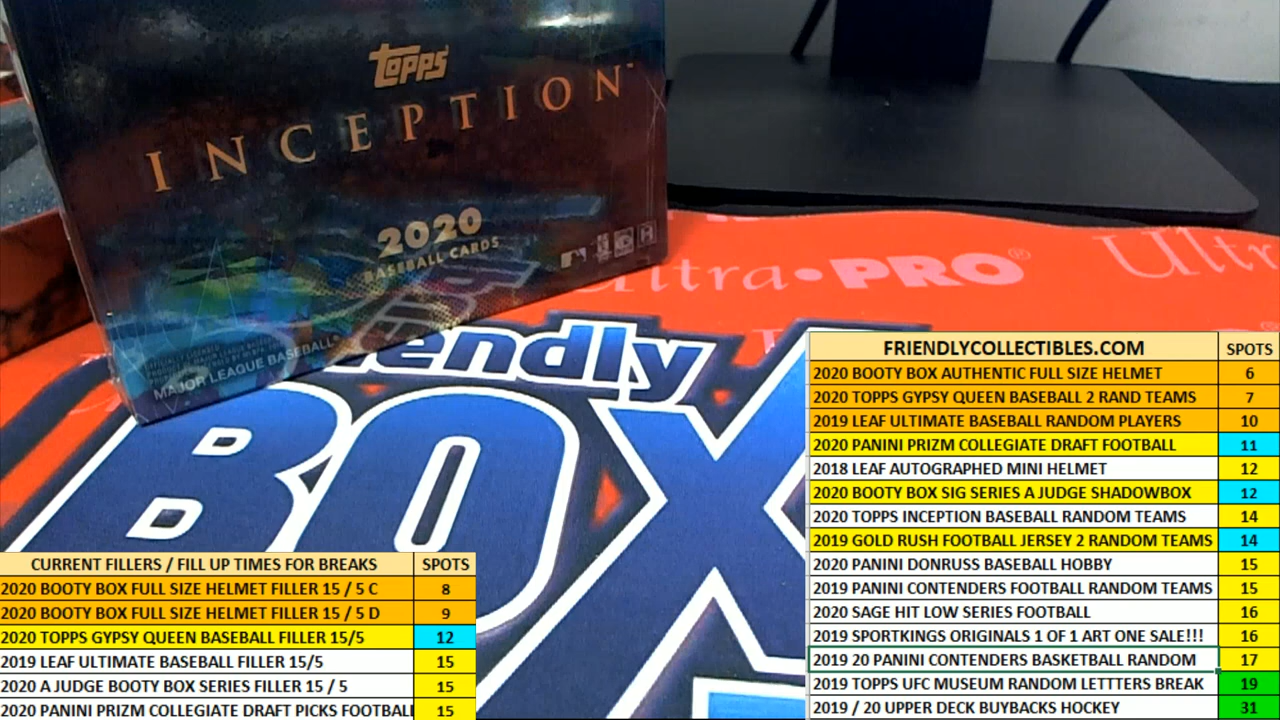 Topps
INCEPTION
2020
BASEBALL CARDS
MAJOR LEAGUE BASEBALL
Ultra•PRO®
Ultr
endly
BOX
FRIENDLYCOLLECTIBLES.COM SPOTS
2020 BOOTY BOX AUTHENTIC FULL SIZE HELMET 6
2020 TOPPS GYPSY QUEEN BASEBALL 2 RAND TEAMS 7
2019 LEAF ULTIMATE BASEBALL RANDOM PLAYERS 10
2020 PANINI PRIZM COLLEGIATE DRAFT FOOTBALL 11
2018 LEAF AUTOGRAPHED MINI HELMET 12
2020 BOOTY BOX SIG SERIES A JUDGE SHADOWBOX 12
2020 TOPPS INCEPTION BASEBALL RANDOM TEAMS 14
2019 GOLD RUSH FOOTBALL JERSEY 2 RANDOM TEAMS 14
2020 PANINI DONRUSS BASEBALL HOBBY 15
2019 PANINI CONTENDERS FOOTBALL RANDOM TEAMS 15
2020 SAGE HIT LOW SERIES FOOTBALL 16
2019 SPORTKINGS ORIGINALS 1 OF 1 ART ONE SALE!!! 16
2019 20 PANINI CONTENDERS BASKETBALL RANDOM 17
2019 TOPPS UFC MUSEUM RANDOM LETTTERS BREAK 19
2019 / 20 UPPER DECK BUYBACKS HOCKEY 31
CURRENT FILLERS / FILL UP TIMES FOR BREAKS SPOTS
2020 BOOTY BOX FULL SIZE HELMET FILLER 15 / 5 C 8
2020 BOOTY BOX FULL SIZE HELMET FILLER 15 / 5 D 9
2020 TOPPS GYPSY QUEEN BASEBALL FILLER 15/5 12
2019 LEAF ULTIMATE BASEBALL FILLER 15/5 15
2020 A JUDGE BOOTY BOX SERIES FILLER 15 / 5 15
2020 PANINI PRIZM COLLEGIATE DRAFT PICKS FOOTBALL 15